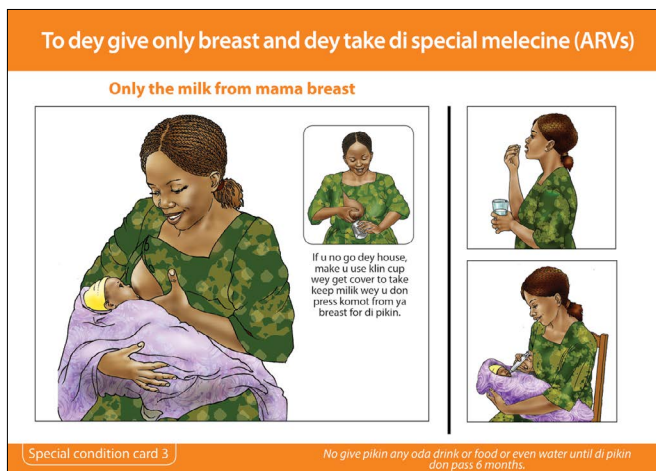 To dey give only breast and dey take di special melecine (ARVs)
Only the milk from mama breast
If u no go dey house,
make u use klin cup
wey get cover to take
keep milik wey u don
press komot from ya
breast for di pikin.
Special condition card 3
No give pikin any oda drink or food or even water until di pikin
don pass 6 months.